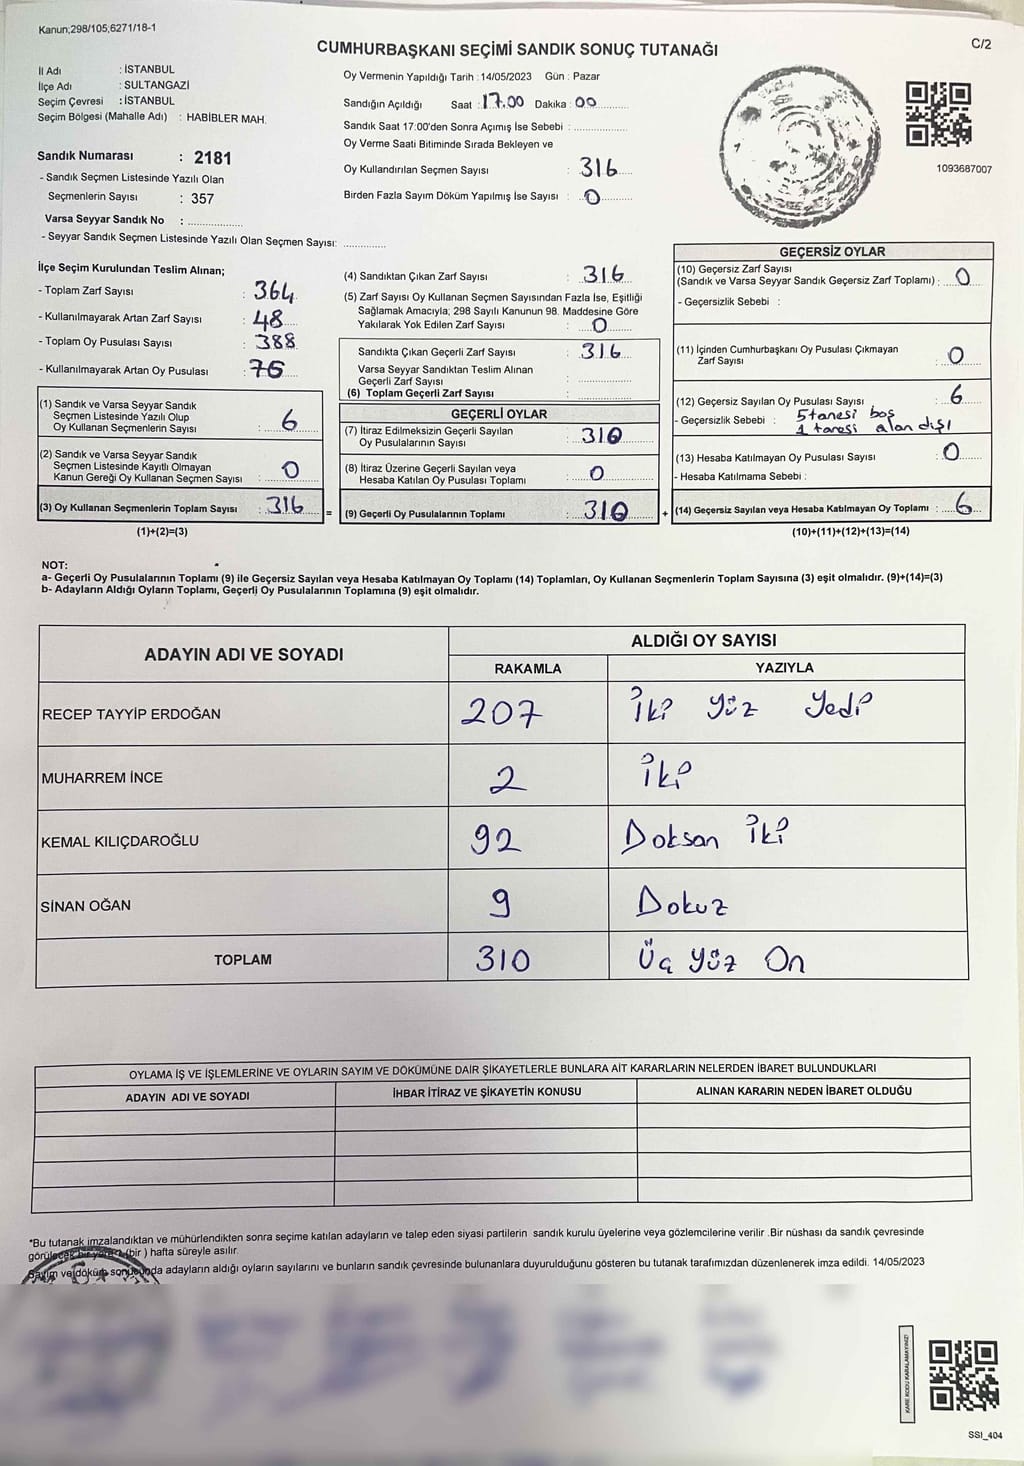 Kanun;298/105;6271/18-1
C/2
CUMHURBAŞKANI SEÇİMİ SANDIK SONUÇ TUTANAĞI
İl Adı : İSTANBUL
İlçe Adı : SULTANGAZİ
Seçim Çevresi : İSTANBUL
Seçim Bölgesi (Mahalle Adı) : HABİBLER MAH.
Sandık Numarası : 2181
- Sandık Seçmen Listesinde Yazılı Olan
Seçmenlerin Sayısı : 357
Varsa Seyyar Sandık No : ................
- Seyyar Sandık Seçmen Listesinde Yazılı Olan Seçmen Sayısı: ............
Oy Vermenin Yapıldığı Tarih : 14/05/2023 Gün : Pazar
Sandığın Açıldığı Saat : 17.00 Dakika : 00
Sandık Saat 17:00'den Sonra Açımış İse Sebebi : ................
Oy Verme Saati Bitiminde Sırada Bekleyen ve
Oy Kullandırılan Seçmen Sayısı : 316
Birden Fazla Sayım Döküm Yapılmış İse Sayısı : 0
1093687007
İlçe Seçim Kurulundan Teslim Alınan;
- Toplam Zarf Sayısı : 364
- Kullanılmayarak Artan Zarf Sayısı : 48
- Toplam Oy Pusulası Sayısı : 388
- Kullanılmayarak Artan Oy Pusulası : 76
(1) Sandık ve Varsa Seyyar Sandık
Seçmen Listesinde Yazılı Olup
Oy Kullanan Seçmenlerin Sayısı : 6
(2) Sandık ve Varsa Seyyar Sandık
Seçmen Listesinde Kayıtlı Olmayan
Kanun Gereği Oy Kullanan Seçmen Sayısı : 0
(3) Oy Kullanan Seçmenlerin Toplam Sayısı : 316 =
(1)+(2)=(3)
(4) Sandıktan Çıkan Zarf Sayısı : 316
(5) Zarf Sayısı Oy Kullanan Seçmen Sayısından Fazla İse, Eşitliği
Sağlamak Amacıyla; 298 Sayılı Kanunun 98. Maddesine Göre
Yakılarak Yok Edilen Zarf Sayısı : 0
Sandıkta Çıkan Geçerli Zarf Sayısı : 316
Varsa Seyyar Sandıktan Teslim Alınan
Geçerli Zarf Sayısı : ................
(6) Toplam Geçerli Zarf Sayısı : ................
GEÇERLİ OYLAR
(7) İtiraz Edilmeksizin Geçerli Sayılan
Oy Pusulalarının Sayısı : 310
(8) İtiraz Üzerine Geçerli Sayılan veya
Hesaba Katılan Oy Pusulası Toplamı : 0
(9) Geçerli Oy Pusulalarının Toplamı : 310 +
GEÇERSİZ OYLAR
(10) Geçersiz Zarf Sayısı
(Sandık ve Varsa Seyyar Sandık Geçersiz Zarf Toplamı) : 0
- Geçersizlik Sebebi :
(11) İçinden Cumhurbaşkanı Oy Pusulası Çıkmayan
Zarf Sayısı : 0
(12) Geçersiz Sayılan Oy Pusulası Sayısı : 6
- Geçersizlik Sebebi : 5 tanesi boş
1 tanesi alan dışı
(13) Hesaba Katılmayan Oy Pusulası Sayısı : 0
- Hesaba Katılmama Sebebi :
(14) Geçersiz Sayılan veya Hesaba Katılmayan Oy Toplamı : 6
(10)+(11)+(12)+(13)=(14)
NOT:
a- Geçerli Oy Pusulalarının Toplamı (9) ile Geçersiz Sayılan veya Hesaba Katılmayan Oy Toplamı (14) Toplamları, Oy Kullanan Seçmenlerin Toplam Sayısına (3) eşit olmalıdır. (9)+(14)=(3)
b- Adayların Aldığı Oyların Toplamı, Geçerli Oy Pusulalarının Toplamına (9) eşit olmalıdır.
ADAYIN ADI VE SOYADI
ALDIĞI OY SAYISI
RAKAMLA YAZIYLA
RECEP TAYYİP ERDOĞAN 207 İki Yüz Yedi
MUHARREM İNCE 2 İki
KEMAL KILIÇDAROĞLU 92 Doksan İki
SİNAN OĞAN 9 Dokuz
TOPLAM 310 Üç Yüz On
OYLAMA İŞ VE İŞLEMLERİNE VE OYLARIN SAYIM VE DÖKÜMÜNE DAİR ŞİKAYETLERLE BUNLARA AİT KARARLARIN NELERDEN İBARET BULUNDUKLARI
ADAYIN ADI VE SOYADI İHBAR İTİRAZ VE ŞİKAYETİN KONUSU ALINAN KARARIN NEDEN İBARET OLDUĞU
*Bu tutanak imzalandıktan ve mühürlendikten sonra seçime katılan adayların ve talep eden siyasi partilerin sandık kurulu üyelerine veya gözlemcilerine verilir .Bir nüshası da sandık çevresinde
görülecek bir yere 1 (bir ) hafta süreyle asılır.
Sayım ve döküm sonucunda adayların aldığı oyların sayılarını ve bunların sandık çevresinde bulunanlara duyurulduğunu gösteren bu tutanak tarafımızdan düzenlenerek imza edildi. 14/05/2023
KARE KODU KARALAMAYINIZ!
SSI_404